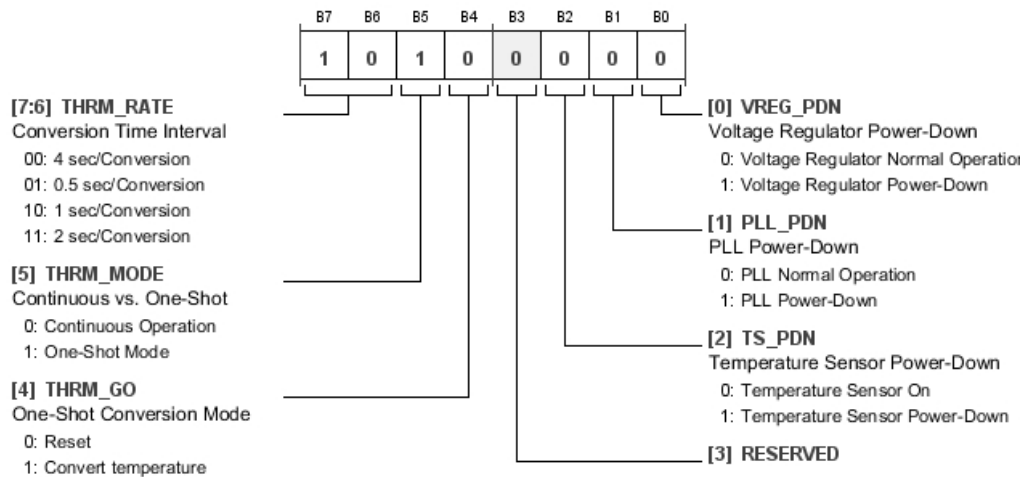 B7 B6 B5 B4 B3 B2 B1 B0
1 0 1 0 0 0 0 0
[7:6] THRM_RATE
Conversion Time Interval
00: 4 sec/Conversion
01: 0.5 sec/Conversion
10: 1 sec/Conversion
11: 2 sec/Conversion
[5] THRM_MODE
Continuous vs. One-Shot
0: Continuous Operation
1: One-Shot Mode
[4] THRM_GO
One-Shot Conversion Mode
0: Reset
1: Convert temperature
[0] VREG_PDN
Voltage Regulator Power-Down
0: Voltage Regulator Normal Operation
1: Voltage Regulator Power-Down
[1] PLL_PDN
PLL Power-Down
0: PLL Normal Operation
1: PLL Power-Down
[2] TS_PDN
Temperature Sensor Power-Down
0: Temperature Sensor On
1: Temperature Sensor Power-Down
[3] RESERVED